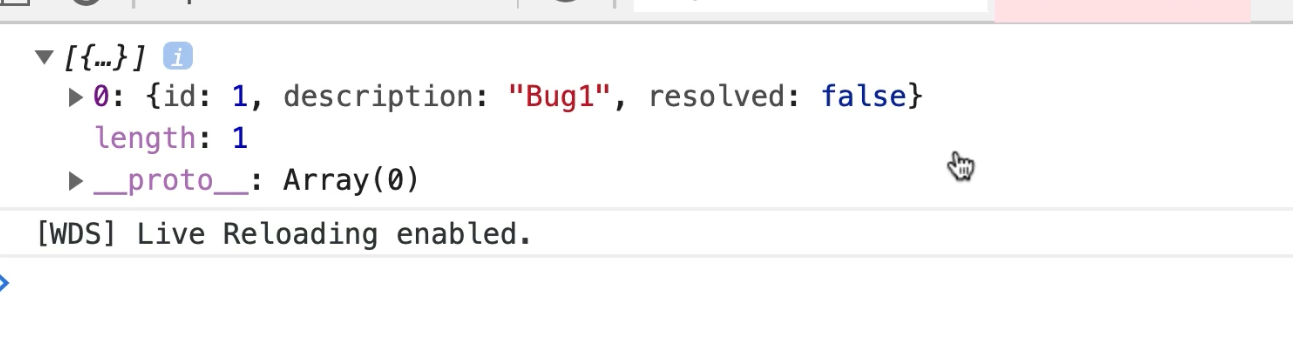 [{…}] i
0: {id: 1, description: "Bug1", resolved: false}
length: 1
__proto__: Array(0)
[WDS] Live Reloading enabled.